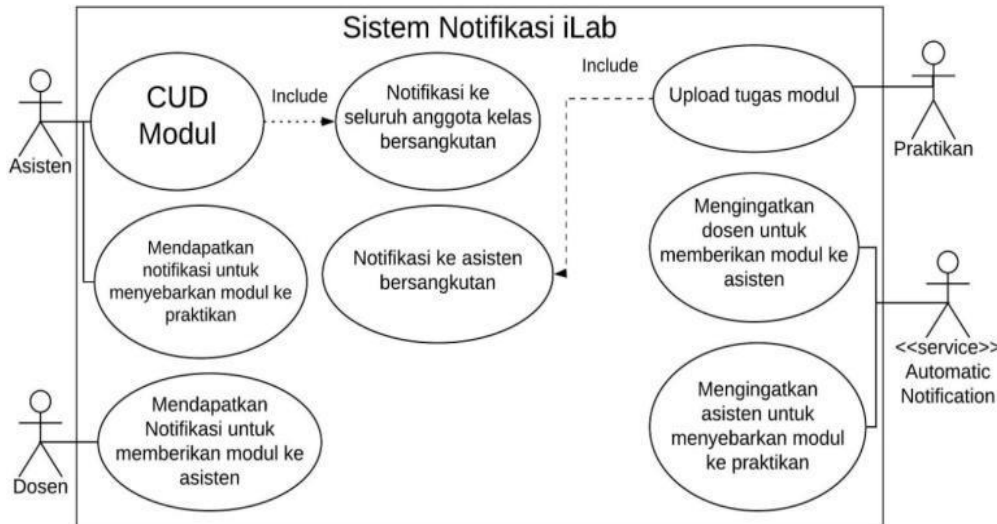 Sistem Notifikasi iLab
Asisten
CUD
Modul
Include
Notifikasi ke
seluruh anggota kelas
bersangkutan
Include
Upload tugas modul
Praktikan
Mendapatkan
notifikasi untuk
menyebarkan modul ke
praktikan
Notifikasi ke asisten
bersangkutan
Mengingatkan
dosen untuk
memberikan modul ke
asisten
<<service>>
Automatic
Notification
Dosen
Mendapatkan
Notifikasi untuk
memberikan modul ke
asisten
Mengingatkan
asisten untuk
menyebarkan modul
ke praktikan